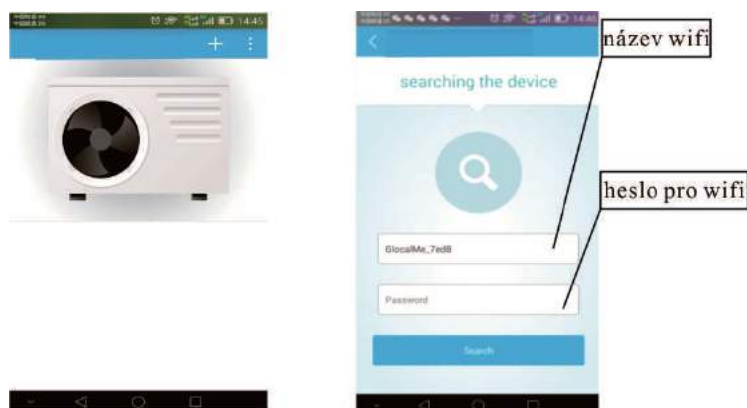 14:45
14:46
název wifi
searching the device
heslo pro wifi
GlocalMe_7ed8
Password
Search